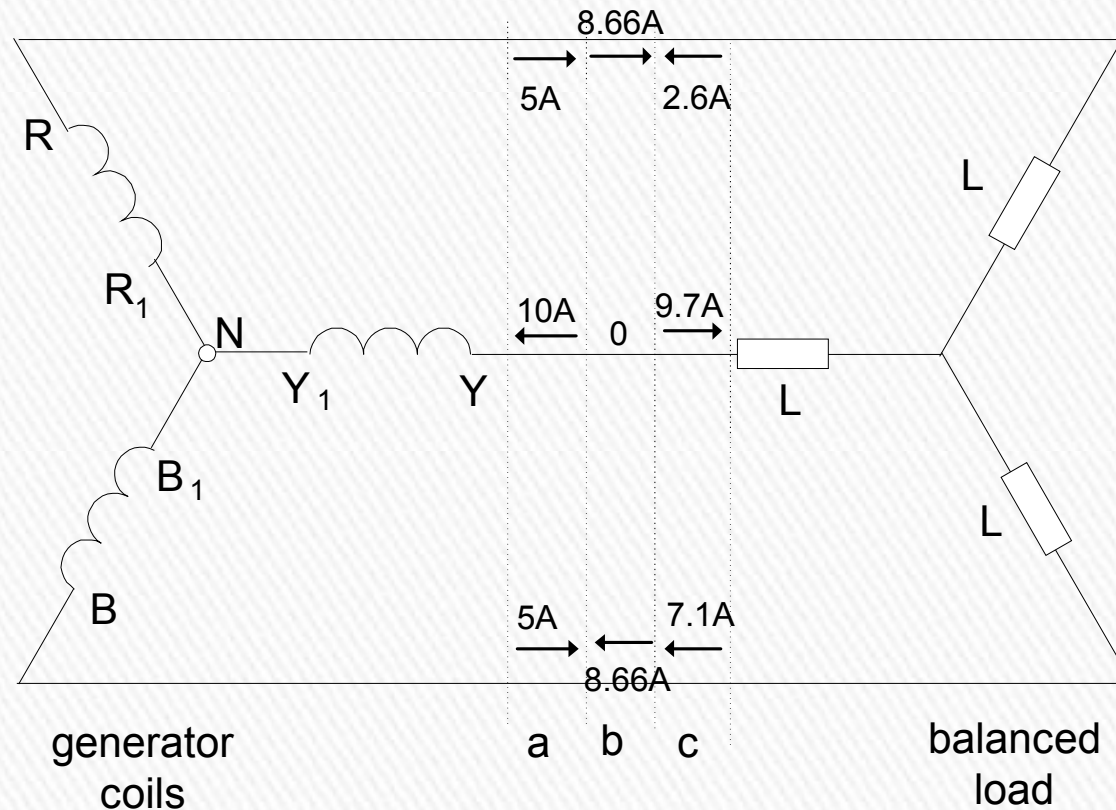 8.66A
5A
2.6A
R
L
R1
10A
9.7A
N
0
Y1
Y
L
B1
L
B
5A
7.1A
8.66A
generator
coils
a
b
c
balanced
load